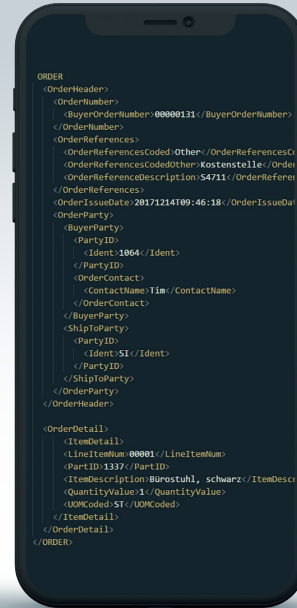 ORDER
<OrderHeader>
<OrderNumber>
<BuyerOrderNumber>00000131</BuyerOrderNumber>
</OrderNumber>
<OrderReferences>
<OrderReferencesCoded>Other</OrderReferencesCo
<OrderReferencesCodedOther>Kostenstelle</Order
<OrderReferenceDescription>54711</OrderReferen
</OrderReferences>
<OrderIssueDate>20171214T09:46:18</OrderIssueDat
<OrderParty>
<BuyerParty>
<PartyID>
<Ident>1064</Ident>
</PartyID>
<OrderContact>
<ContactName>Tim</ContactName>
</OrderContact>
</BuyerParty>
<ShipToParty>
<PartyID>
<Ident>SI</Ident>
</PartyID>
</ShipToParty>
</OrderParty>
</OrderHeader>
<OrderDetail>
<ItemDetail>
<LineItemNum>00001</LineItemNum>
<PartID>1337</PartID>
<ItemDescription>Bürostuhl, schwarz</ItemDescr
<QuantityValue>1</QuantityValue>
<UOMCoded>ST</UOMCoded>
</ItemDetail>
</OrderDetail>
</ORDER>